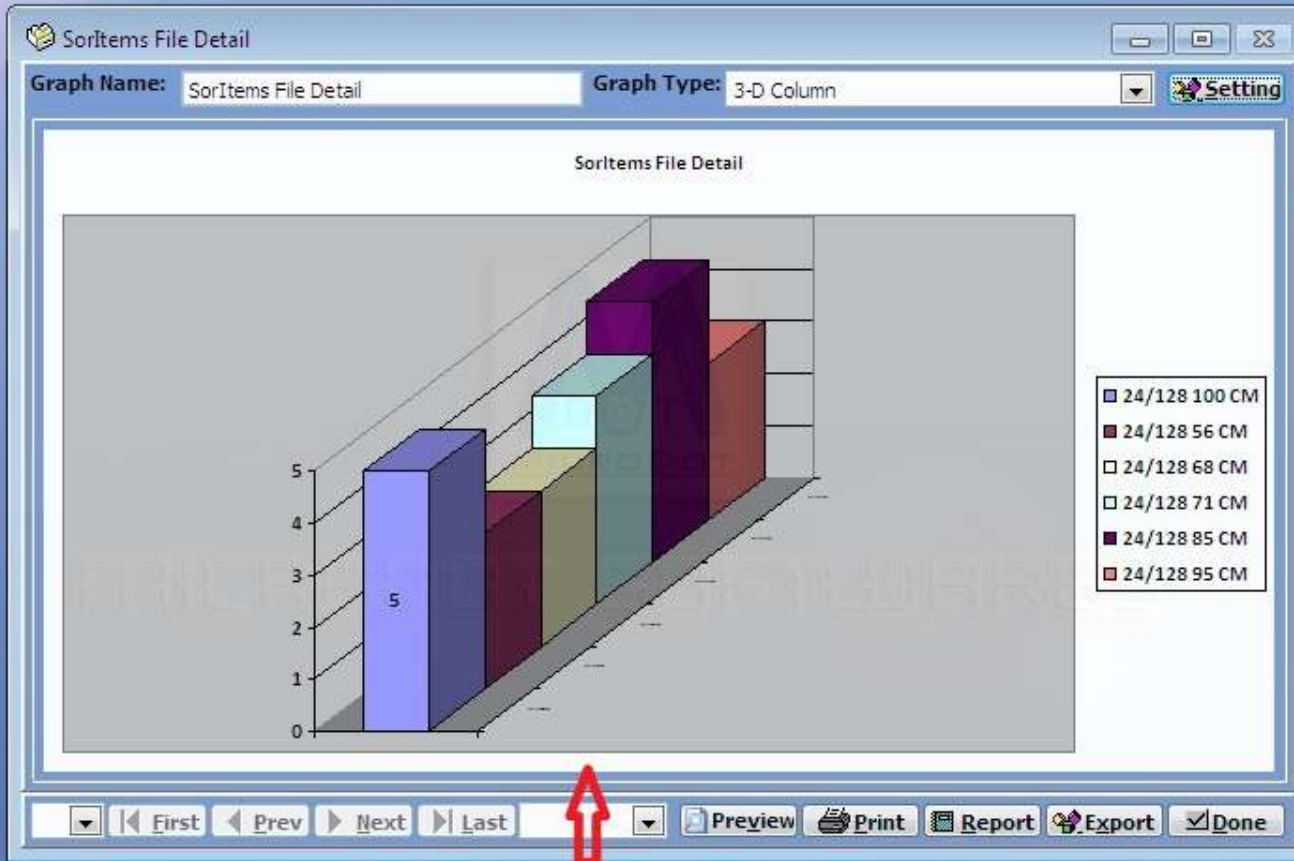 SorItems File Detail
Graph Name: SorItems File Detail Graph Type: 3-D Column Setting
SorItems File Detail
5
4
3
2
1
0
5
24/128 100 CM
24/128 56 CM
24/128 68 CM
24/128 71 CM
24/128 85 CM
24/128 95 CM
First Prev Next Last Preview Print Report Export Done